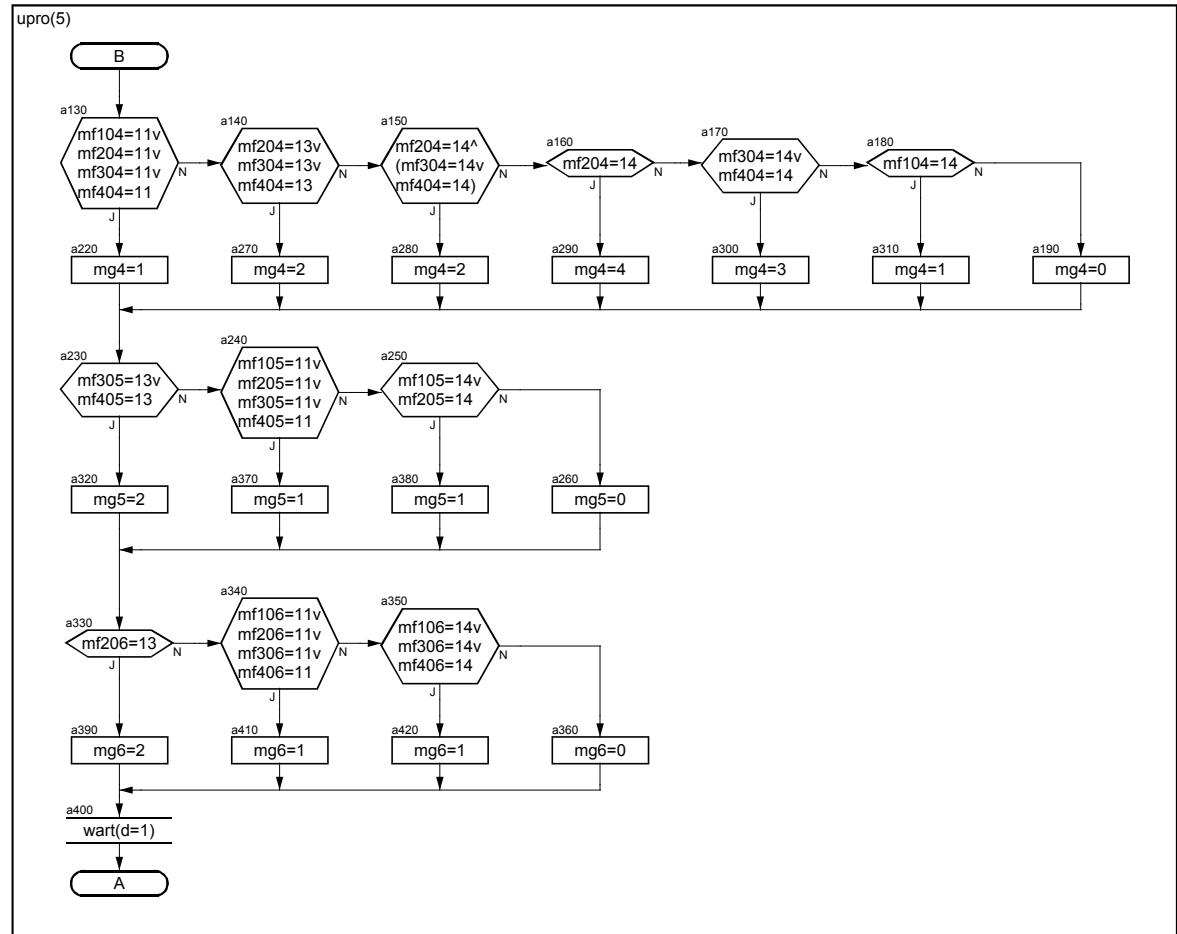 upro(5)
B
a130
mf104=11v
mf204=11v
mf304=11v
mf404=11
N
J
a140
mf204=13v
mf304=13v
mf404=13
N
J
a150
mf204=14^
(mf304=14v
mf404=14)
N
J
a160
mf204=14
N
J
a170
mf304=14v
mf404=14
N
J
a180
mf104=14
N
J
a220
mg4=1
a270
mg4=2
a280
mg4=2
a290
mg4=4
a300
mg4=3
a310
mg4=1
a190
mg4=0
a230
mf305=13v
mf405=13
N
J
a240
mf105=11v
mf205=11v
mf305=11v
mf405=11
N
J
a250
mf105=14v
mf205=14
N
J
a320
mg5=2
a370
mg5=1
a380
mg5=1
a260
mg5=0
a330
mf206=13
N
J
a340
mf106=11v
mf206=11v
mf306=11v
mf406=11
N
J
a350
mf106=14v
mf306=14v
mf406=14
N
J
a390
mg6=2
a410
mg6=1
a420
mg6=1
a360
mg6=0
a400
wart(d=1)
A